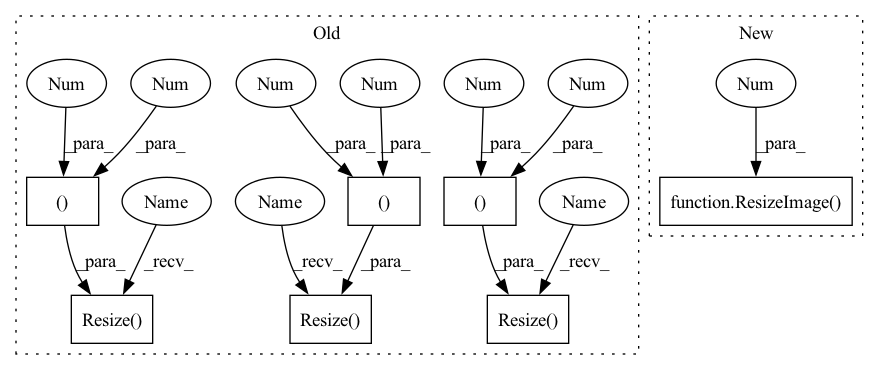 Old New
Num Num Num Num Num Num Num
_para_ _para_ _para_ _para_ _para_ _para_ _para_
() Name Name () () Name function.ResizeImage()
_para_ _recv_ _recv_ _para_ _para_ _recv_
Resize() Resize() Resize()